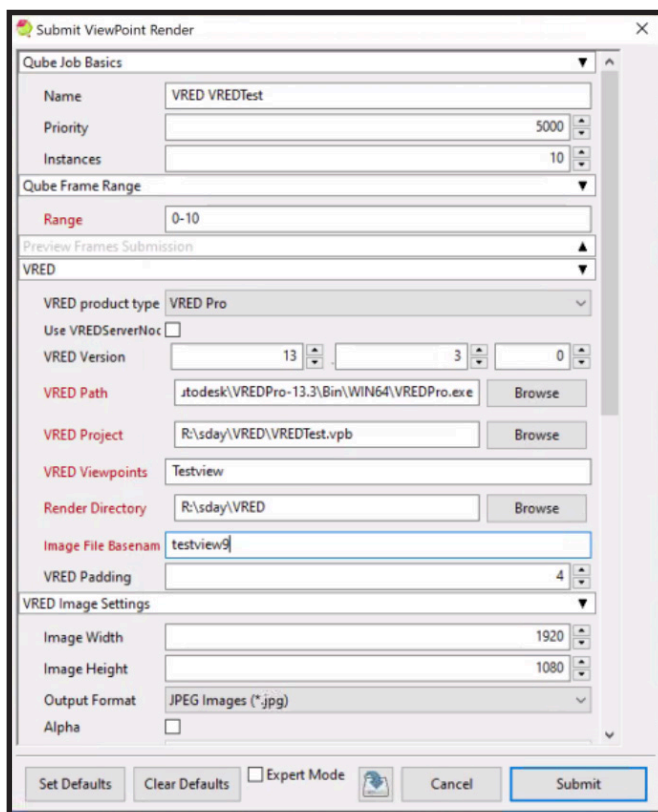 Submit ViewPoint Render
Qube Job Basics
Name VRED VREDTest
Priority 5000
Instances 10
Qube Frame Range
Range 0-10
Preview Frames Submission
VRED
VRED product type VRED Pro
Use VREDServerNoc
VRED Version 13 . 3 . 0
VRED Path utodesk\VREDPro-13.3\Bin\WIN64\VREDPro.exe Browse
VRED Project R:\sday\VRED\VREDTest.vpb Browse
VRED Viewpoints Testview
Render Directory R:\sday\VRED Browse
Image File Basenam testview9
VRED Padding 4
VRED Image Settings
Image Width 1920
Image Height 1080
Output Format JPEG Images (*.jpg)
Alpha
Set Defaults Clear Defaults Expert Mode Cancel Submit